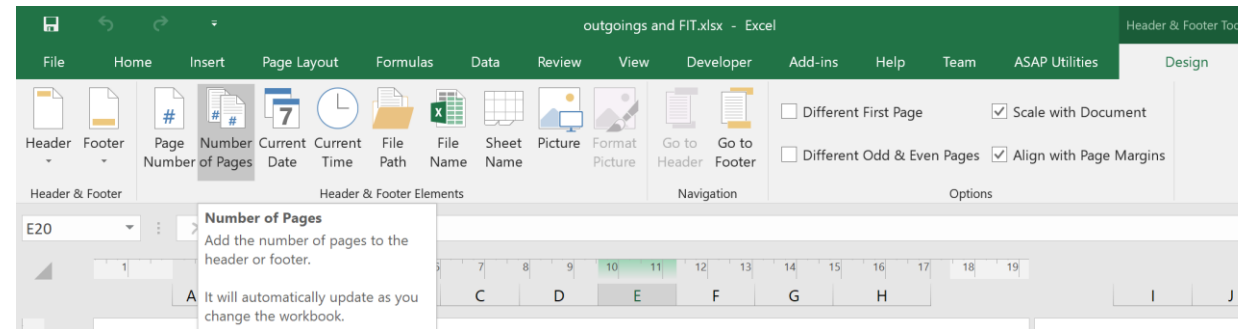 outgoings and FIT.xlsx - Excel
Header & Footer Too
File Home Insert Page Layout Formulas Data Review View Developer Add-ins Help Team ASAP Utilities Design
7
Header Footer Page Number Number of Pages Current Date Current Time File Path File Name Sheet Name Picture Format Picture Go to Header Go to Footer
Different First Page
Scale with Document
Different Odd & Even Pages
Align with Page Margins
Header & Footer Header & Footer Elements Navigation Options
E20
Number of Pages
Add the number of pages to the
header or footer.
It will automatically update as you
change the workbook.
1 7 8 9 10 11 12 13 14 15 16 17 18 19
A C D E F G H I J